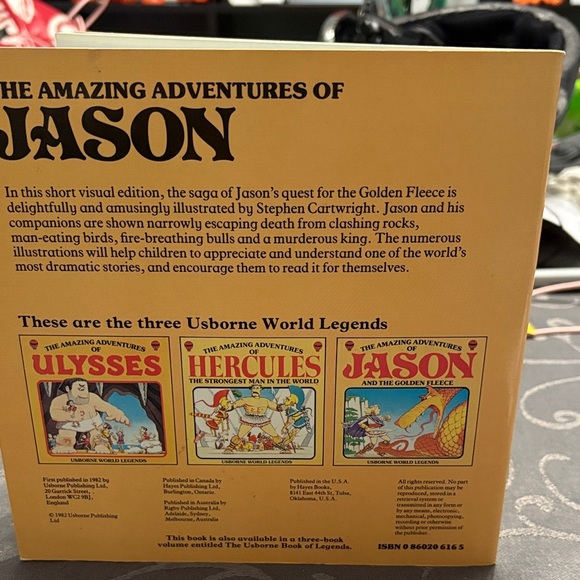 HE AMAZING ADVENTURES OF
JASON
In this short visual edition, the saga of Jason's quest for the Golden Fleece is
delightfully and amusingly illustrated by Stephen Cartwright. Jason and his
companions are shown narrowly escaping death from clashing rocks,
man-eating birds, fire-breathing bulls and a murderous king. The numerous
illustrations will help children to appreciate and understand one of the world's
most dramatic stories, and encourage them to read it for themselves.
These are the three Usborne World Legends
THE AMAZING ADVENTURES
OF
ULYSSES
USBORNE WORLD LEGENDS
THE AMAZING ADVENTURES
OF
HERCULES
THE STRONGEST MAN IN THE WORLD
USBORNE WORLD LEGENDS
THE AMAZING ADVENTURES
OF
JASON
AND THE GOLDEN FLEECE
USBORNE WORLD LEGENDS
First published in 1982 by
Usborne Publishing Ltd,
20 Garrick Street,
London WC2 9BJ,
England
© 1982 Usborne Publishing
Ltd
Published in Canada by
Hayes Publishing Ltd,
Burlington, Ontario.
Published in Australia by
Rigby Publishing Ltd,
Adelaide, Sydney,
Melbourne, Australia
Published in the U.S.A.
by Hayes Books,
8141 East 44th St, Tulsa,
Oklahoma, U.S.A.
All rights reserved. No part
of this publication may be
reproduced, stored in a
retrieval system or
transmitted in any form or
by any means, electronic,
mechanical, photocopying,
recording or otherwise
without prior permission of
the publisher.
This book is also available in a three-book
volume entitled The Usborne Book of Legends.
ISBN 0 86020 616 5